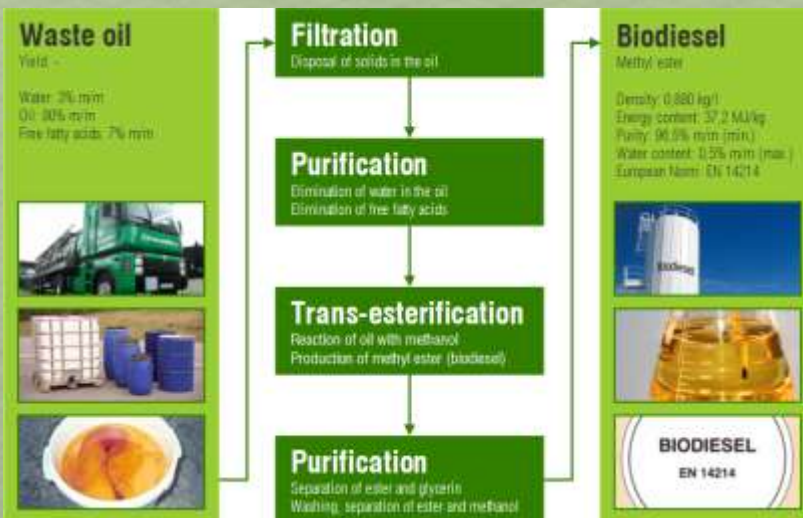 Waste oil
Yield: -
Water: 3% m/m
Oil: 90% m/m
Free fatty acids: 7% m/m
Filtration
Disposal of solids in the oil
Purification
Elimination of water in the oil
Elimination of free fatty acids
Trans-esterification
Reaction of oil with methanol
Production of methyl ester (biodiesel)
Purification
Separation of ester and glycerin
Washing, separation of ester and methanol
Biodiesel
Methyl ester
Density: 0,880 kg/l
Energy content: 37,2 MJ/kg
Purity: 96,5% m/m (min.)
Water content: 0,5% m/m (max.)
European Norm: EN 14214
Biodiesel
BIODIESEL
EN 14214